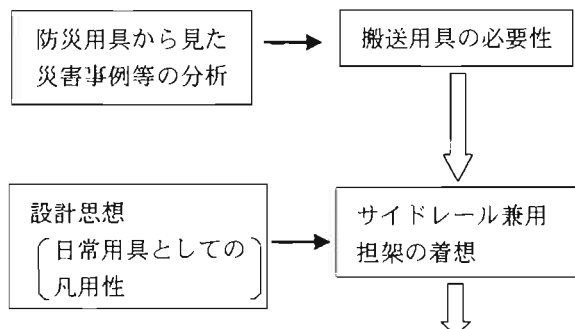 防災用具から見た
災害事例等の分析
搬送用具の必要性
設計思想
日常用具としての
凡用性
サイドレール兼用
担架の着想